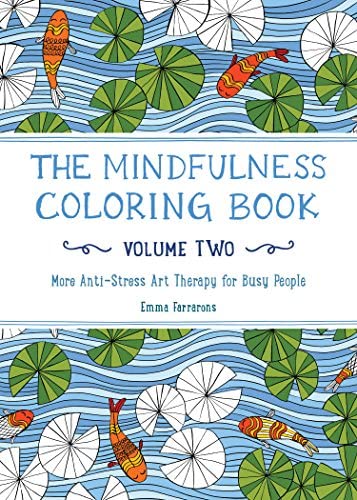 THE MINDFULNESS
COLORING BOOK
VOLUME TWO
More Anti-Stress Art Therapy for Busy People
Emma Farrarons